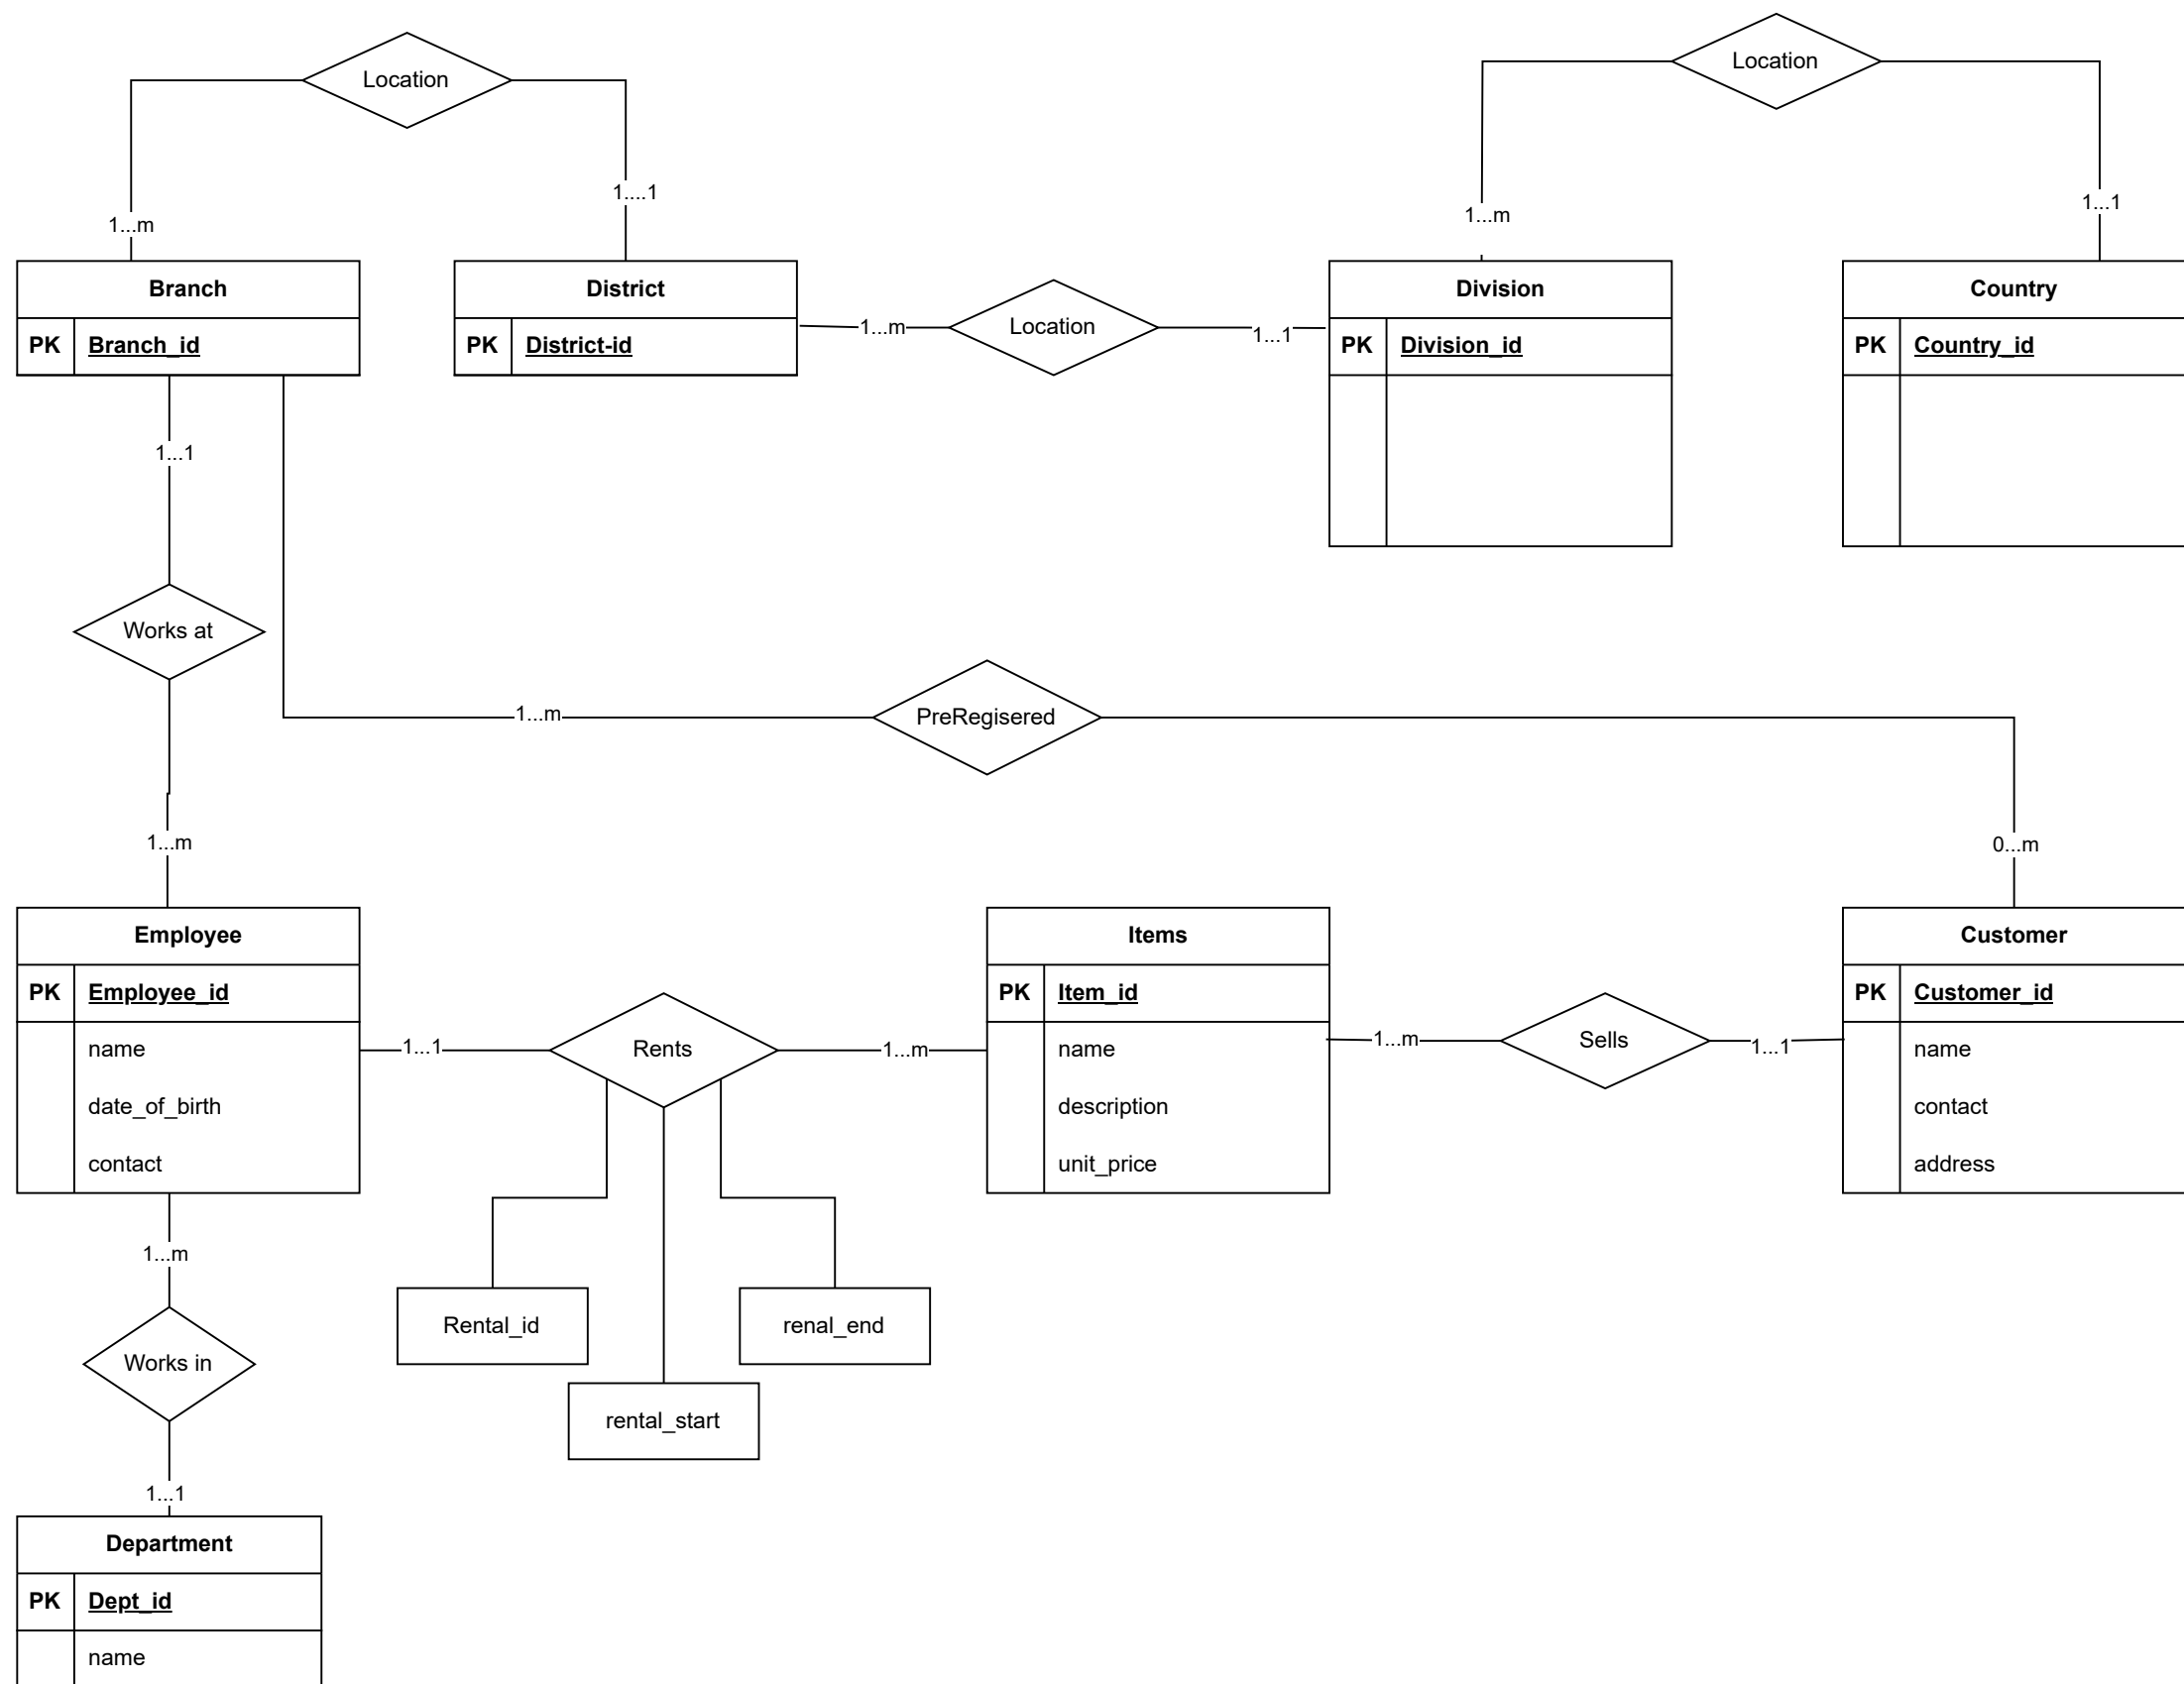 Location
Location
1....1
1...1
1...m
1...m
Branch
PK Branch_id
District
PK District-id
1...m
Location
1...1
Division
PK Division_id
Country
PK Country_id
1...1
Works at
1...m
PreRegisered
1...m
0...m
Employee
PK Employee_id
name
date_of_birth
contact
1...1
Rents
1...m
Items
PK Item_id
name
description
unit_price
1...m
Sells
1...1
Customer
PK Customer_id
name
contact
address
1...m
Rental_id
renal_end
rental_start
Works in
1...1
Department
PK Dept_id
name